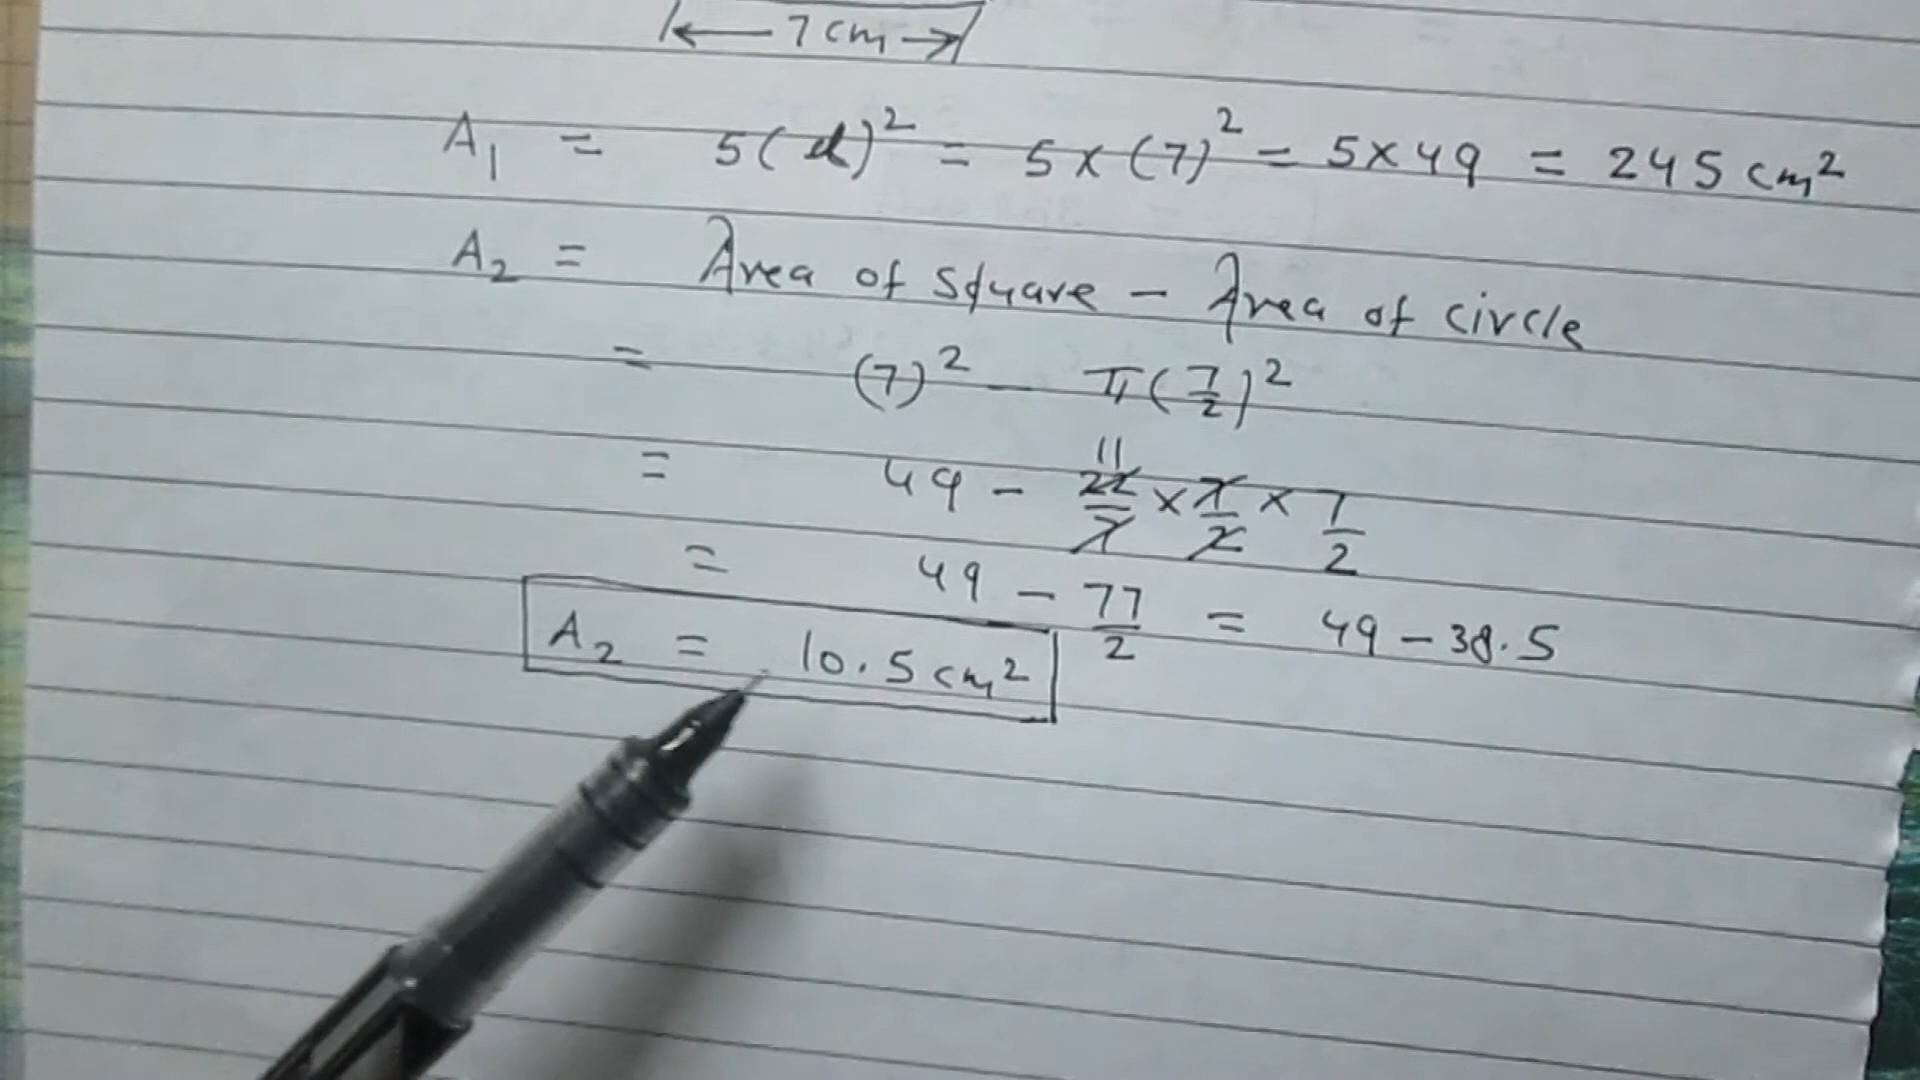 7 cm
A₁ = 5(d)² = 5 × (7)² = 5×49 = 245 cm²
A₂ = Area of Square − Area of circle
= (7)² − π(7/2)²
= 49 − 11 22/7 × 7/2 × 7/2
= 49 − 77/2 = 49 − 38.5
A₂ = 10.5 cm²